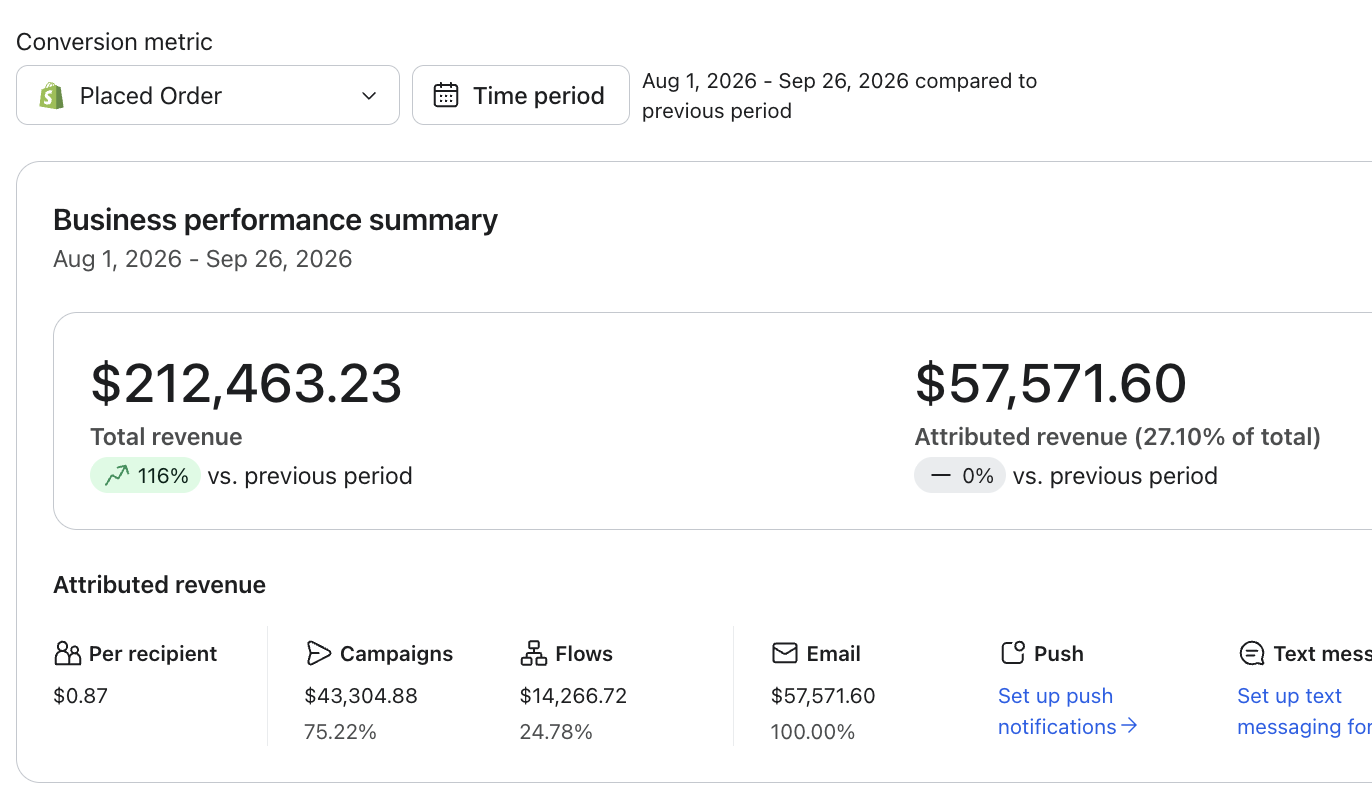 Conversion metric
Placed Order
Time period
Aug 1, 2026 - Sep 26, 2026 compared to
previous period
Business performance summary
Aug 1, 2026 - Sep 26, 2026
$212,463.23
Total revenue
116% vs. previous period
$57,571.60
Attributed revenue (27.10% of total)
0% vs. previous period
Attributed revenue
Per recipient
$0.87
Campaigns
$43,304.88
75.22%
Flows
$14,266.72
24.78%
Email
$57,571.60
100.00%
Push
Set up push
notifications →
Text mess
Set up text
messaging for